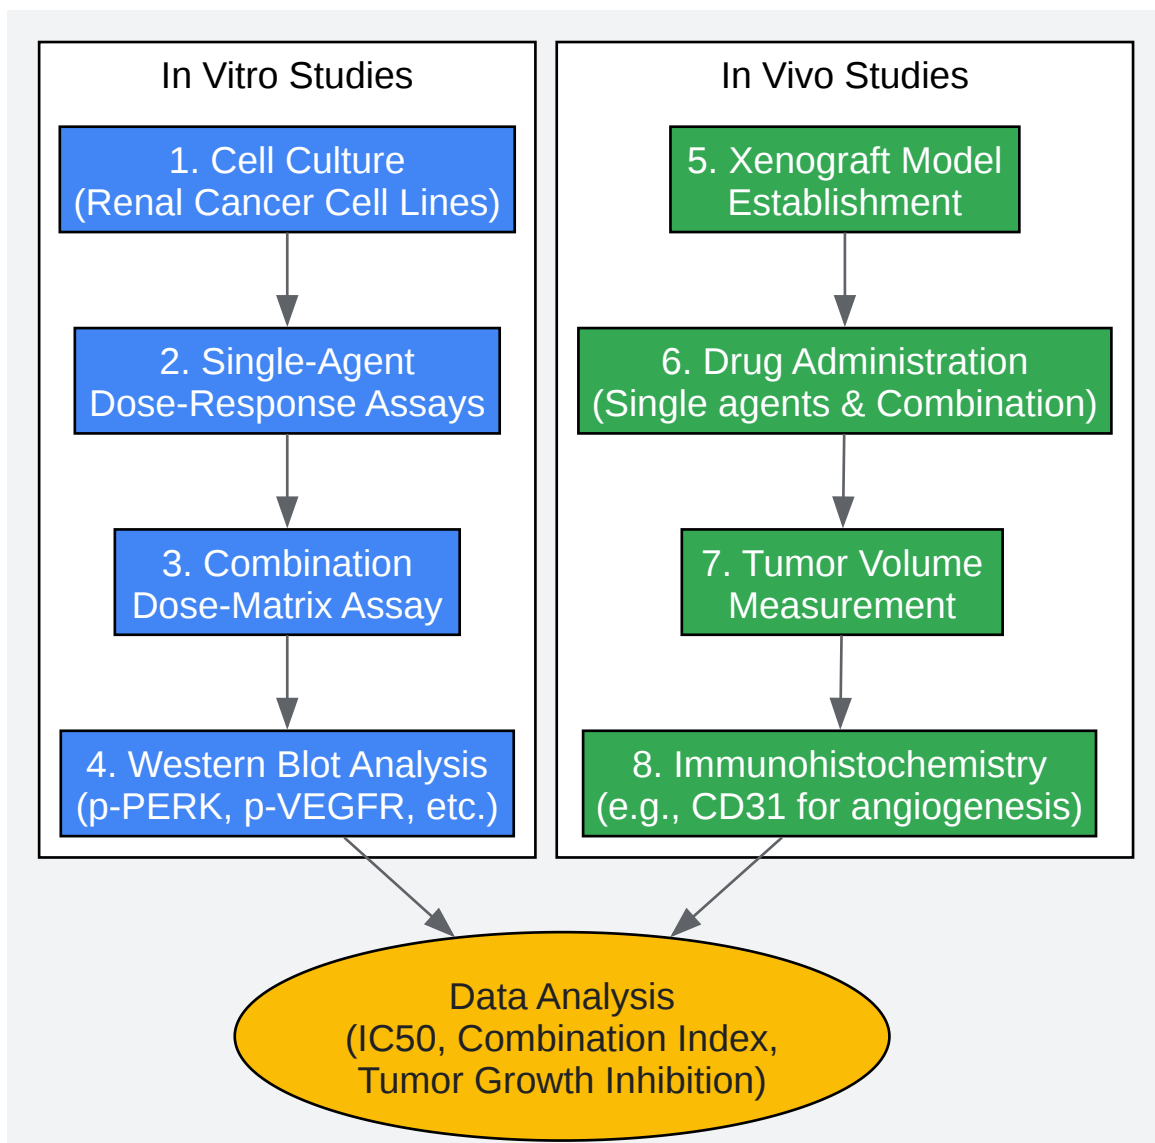 In Vitro Studies
1. Cell Culture
(Renal Cancer Cell Lines)
2. Single-Agent
Dose-Response Assays
3. Combination
Dose-Matrix Assay
4. Western Blot Analysis
(p-PERK, p-VEGFR, etc.)
In Vivo Studies
5. Xenograft Model
Establishment
6. Drug Administration
(Single agents & Combination)
7. Tumor Volume
Measurement
8. Immunohistochemistry
(e.g., CD31 for angiogenesis)
Data Analysis
(IC50, Combination Index,
Tumor Growth Inhibition)